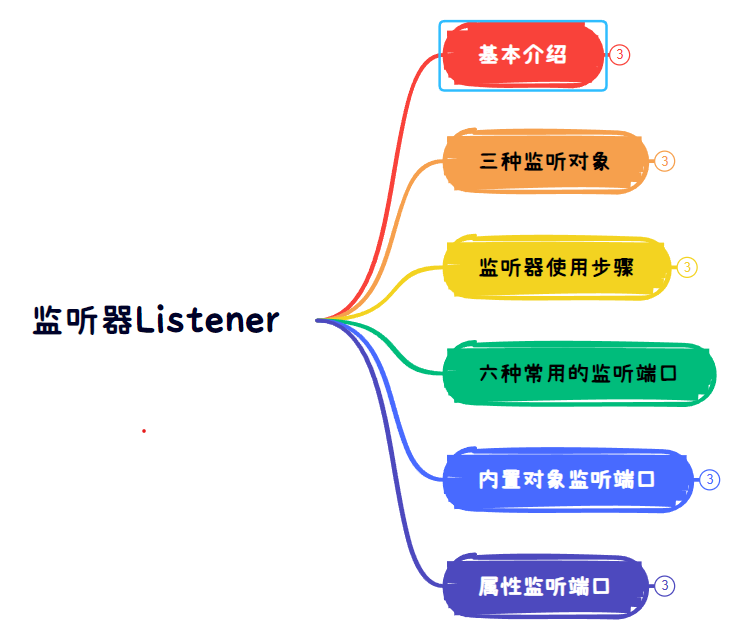 基本介绍
3
三种监听对象
3
监听器使用步骤
3
监听器Listener
六种常用的监听端口
内置对象监听端口
3
属性监听端口
3